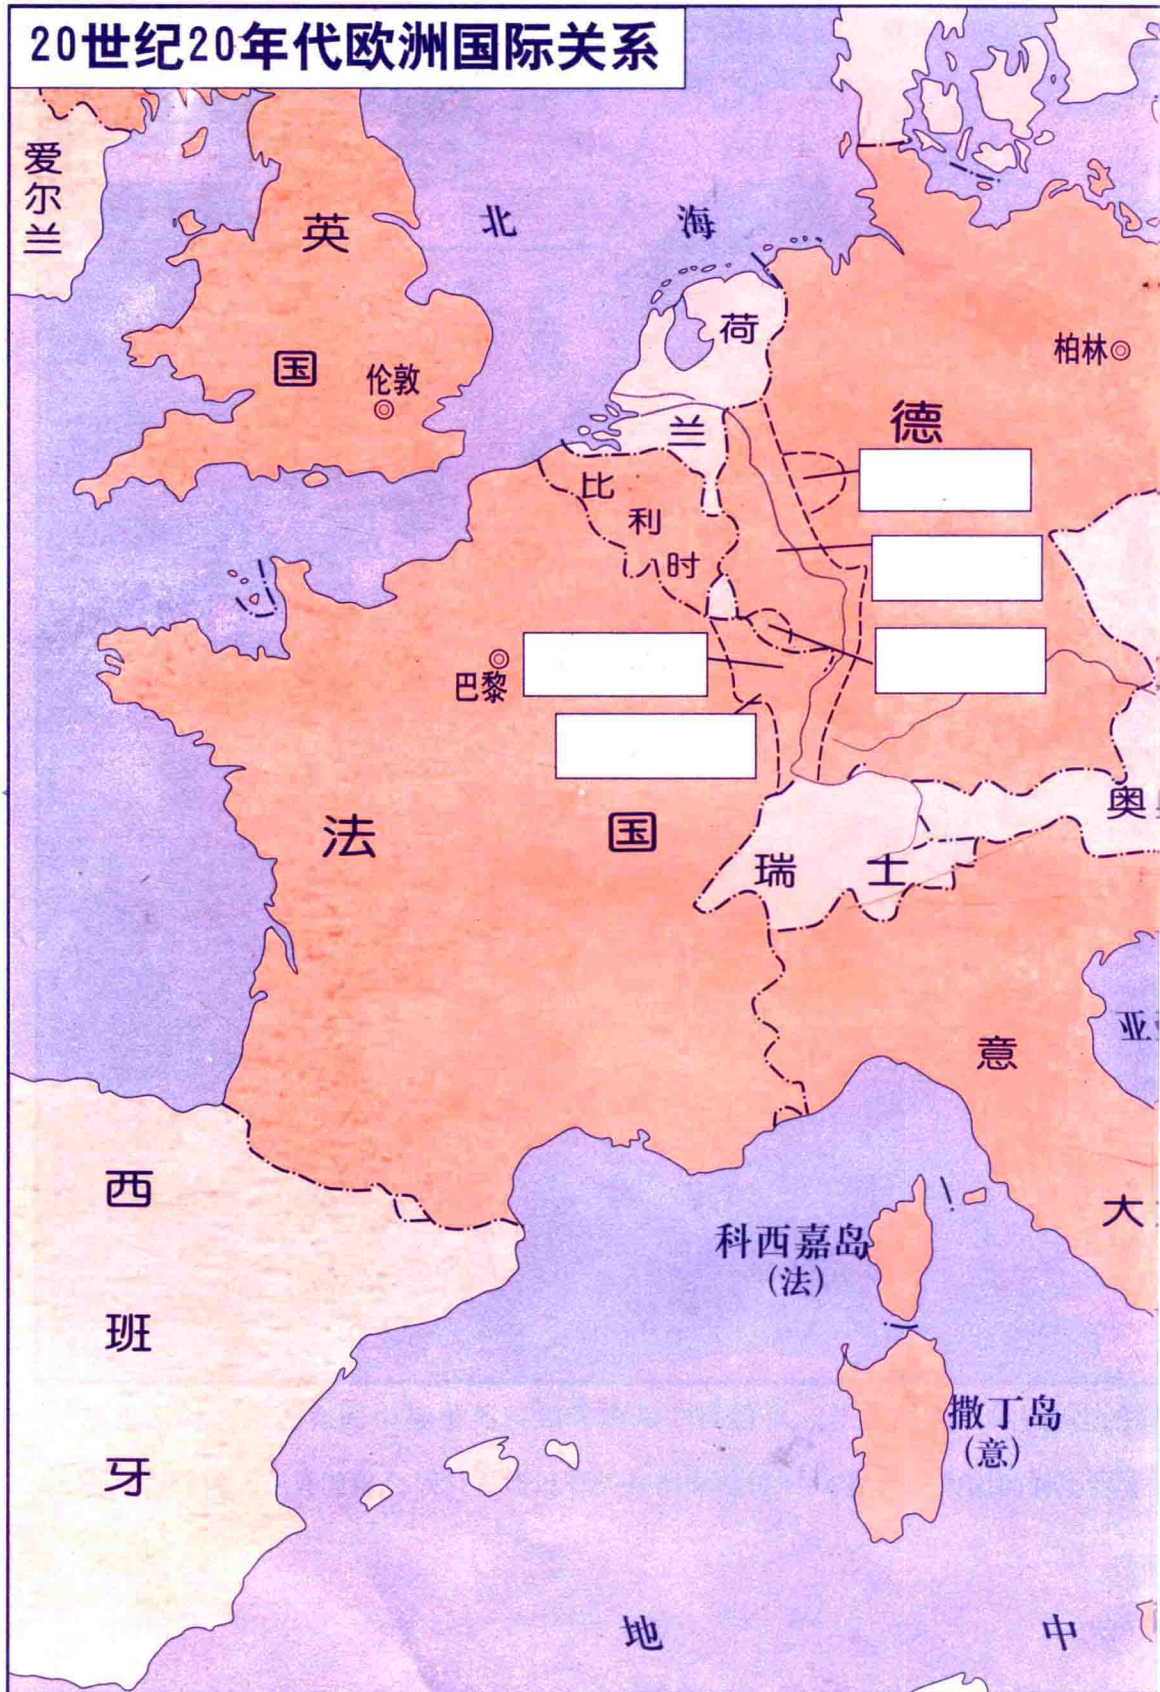 20世纪20年代欧洲国际关系
爱尔兰
英国
北海
荷兰
伦敦
柏林
德
比利时
巴黎
法国
瑞士
奥
亚
意
大
西班牙
科西嘉岛
(法)
撒丁岛
(意)
地中